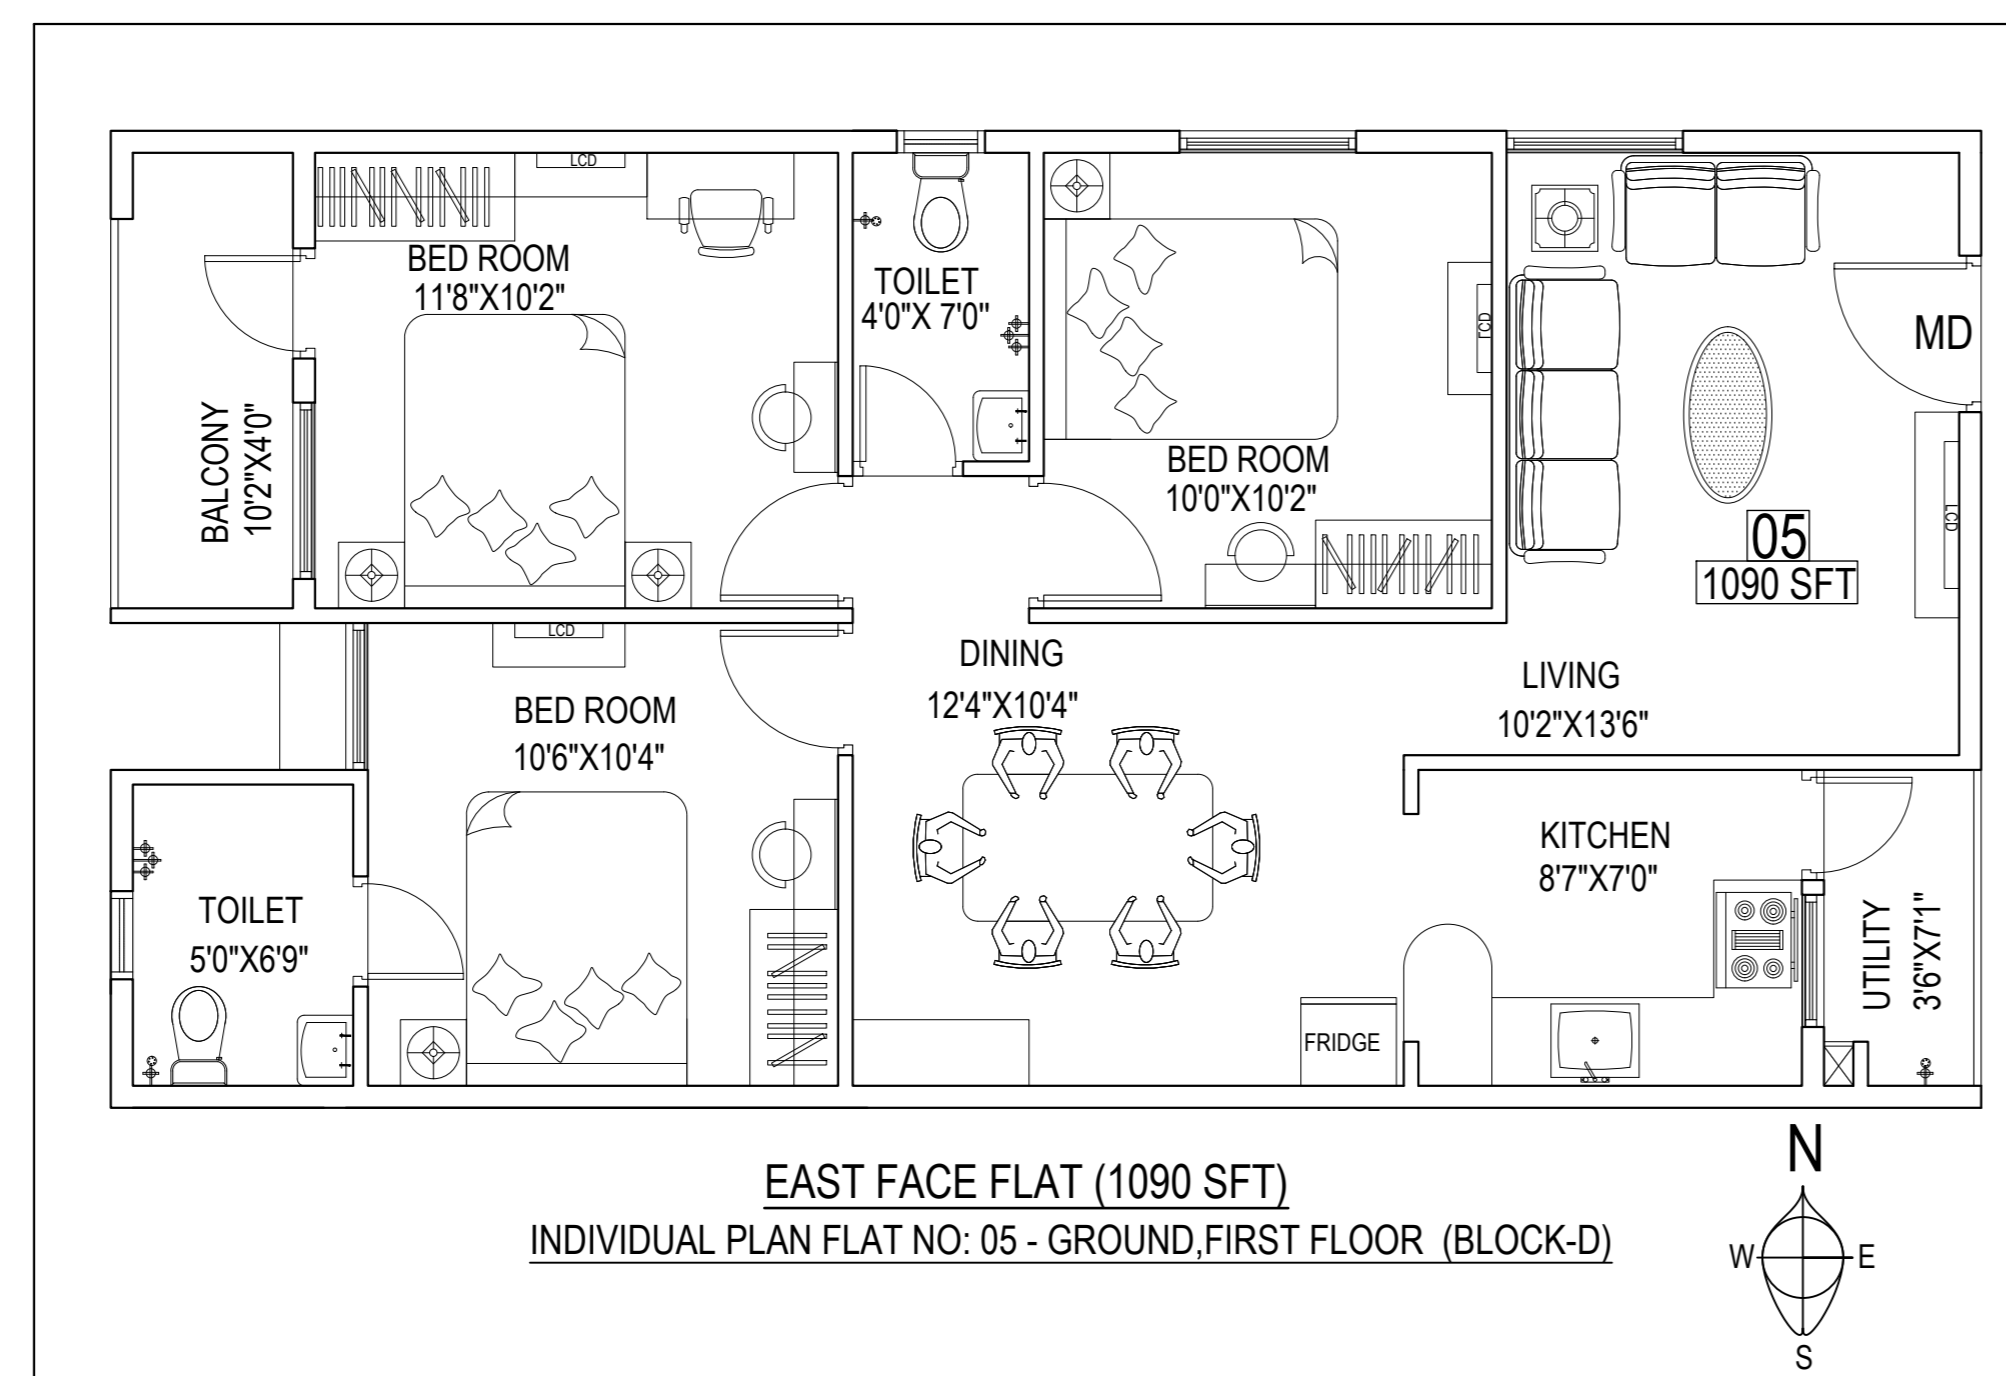 LCD
BED ROOM
11'8"X10'2"
TOILET
4'0"X 7'0"
LCD
MD
BALCONY
10'2"X4'0"
BED ROOM
10'0"X10'2"
LCD
05
1090 SFT
LCD
BED ROOM
10'6"X10'4"
DINING
12'4"X10'4"
LIVING
10'2"X13'6"
KITCHEN
8'7"X7'0"
TOILET
5'0"X6'9"
UTILITY
3'6"X7'1"
FRIDGE
EAST FACE FLAT (1090 SFT)
INDIVIDUAL PLAN FLAT NO: 05 - GROUND,FIRST FLOOR (BLOCK-D)
N
W
E
S